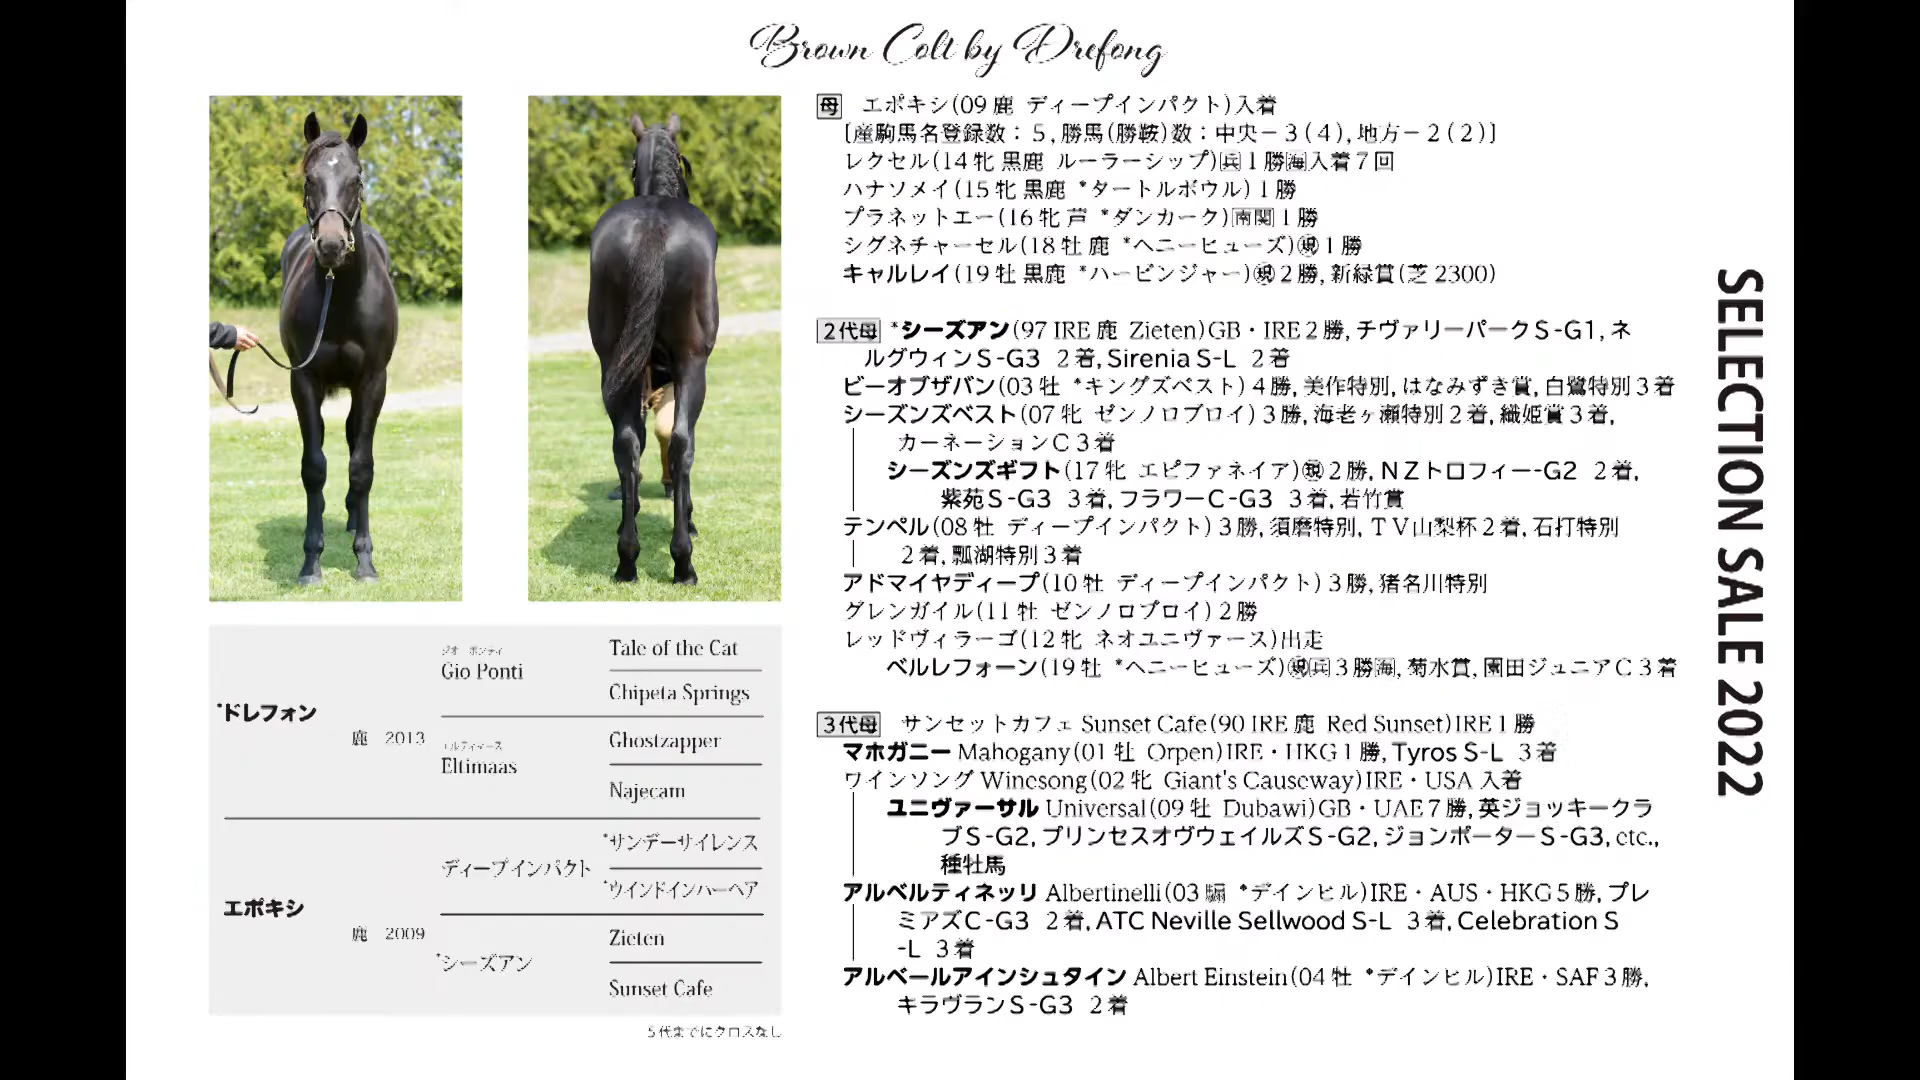 Brown Colt by Drefong
母 エポキシ(09 鹿 ディープインパクト)入着
[産駒馬名登録数：5, 勝馬(勝鞍)数：中央－3(4), 地方－2(2)]
レクセル(14 牝 黒鹿 ルーラーシップ)兵1勝海入着7回
ハナソメイ(15 牝 黒鹿 *タートルボウル)1勝
プラネットエー(16 牝 芦 *ダンカーク)南関1勝
シグネチャーセル(18 牡 鹿 *ヘニーヒューズ)現1勝
キャルレイ(19 牡 黒鹿 *ハービンジャー)現2勝, 新緑賞(芝2300)
2代母 *シーズアン(97 IRE 鹿 Zieten)GB・IRE2勝, チヴァリーパークS-G1, ネ
ルグウィンS-G3 2着, Sirenia S-L 2着
ビーオブザバン(03 牡 *キングズベスト)4勝, 美作特別, はなみずき賞, 白鷺特別3着
シーズンズベスト(07 牝 ゼンノロブロイ)3勝, 海老ヶ瀬特別2着, 織姫賞3着,
カーネーションC3着
シーズンズギフト(17 牝 エピファネイア)現2勝, NZトロフィー-G2 2着,
紫苑S-G3 3着, フラワーC-G3 3着, 若竹賞
テンペル(08 牡 ディープインパクト)3勝, 須磨特別, TV山梨杯2着, 石打特別
2着, 瓢湖特別3着
アドマイヤディープ(10 牡 ディープインパクト)3勝, 猪名川特別
グレンガイル(11 牡 ゼンノロブロイ)2勝
レッドヴィラーゴ(12 牝 ネオユニヴァース)出走
ベルレフォーン(19 牡 *ヘニーヒューズ)現兵3勝海, 菊水賞, 園田ジュニアC3着
3代母 サンセットカフェ Sunset Cafe(90 IRE 鹿 Red Sunset)IRE1勝
マホガニー Mahogany(01 牡 Orpen)IRE・HKG1勝, Tyros S-L 3着
ワインソング Winesong(02 牝 Giant's Causeway)IRE・USA入着
ユニヴァーサル Universal(09 牡 Dubawi)GB・UAE7勝, 英ジョッキークラ
ブS-G2, プリンセスオヴウェイルズS-G2, ジョンポーターS-G3, etc.,
種牡馬
アルベルティネッリ Albertinelli(03 騸 *デインヒル)IRE・AUS・HKG5勝, プレ
ミアズC-G3 2着, ATC Neville Sellwood S-L 3着, Celebration S
-L 3着
アルベールアインシュタイン Albert Einstein(04 牡 *デインヒル)IRE・SAF3勝,
キラヴランS-G3 2着
*ドレフォン
鹿 2013
ジオ ポンティ
Gio Ponti
Tale of the Cat
Chipeta Springs
エルティマース
Eltimaas
Ghostzapper
Najecam
エポキシ
鹿 2009
ディープインパクト
*サンデーサイレンス
*ウインドインハーヘア
*シーズアン
Zieten
Sunset Cafe
5代までにクロスなし
SELECTION SALE 2022